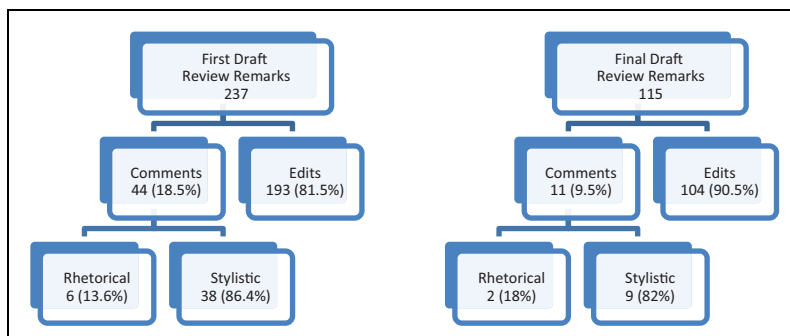 First Draft
Review Remarks
237
Final Draft
Review Remarks
115
Comments
44 (18.5%)
Edits
193 (81.5%)
Comments
11 (9.5%)
Edits
104 (90.5%)
Rhetorical
6 (13.6%)
Stylistic
38 (86.4%)
Rhetorical
2 (18%)
Stylistic
9 (82%)